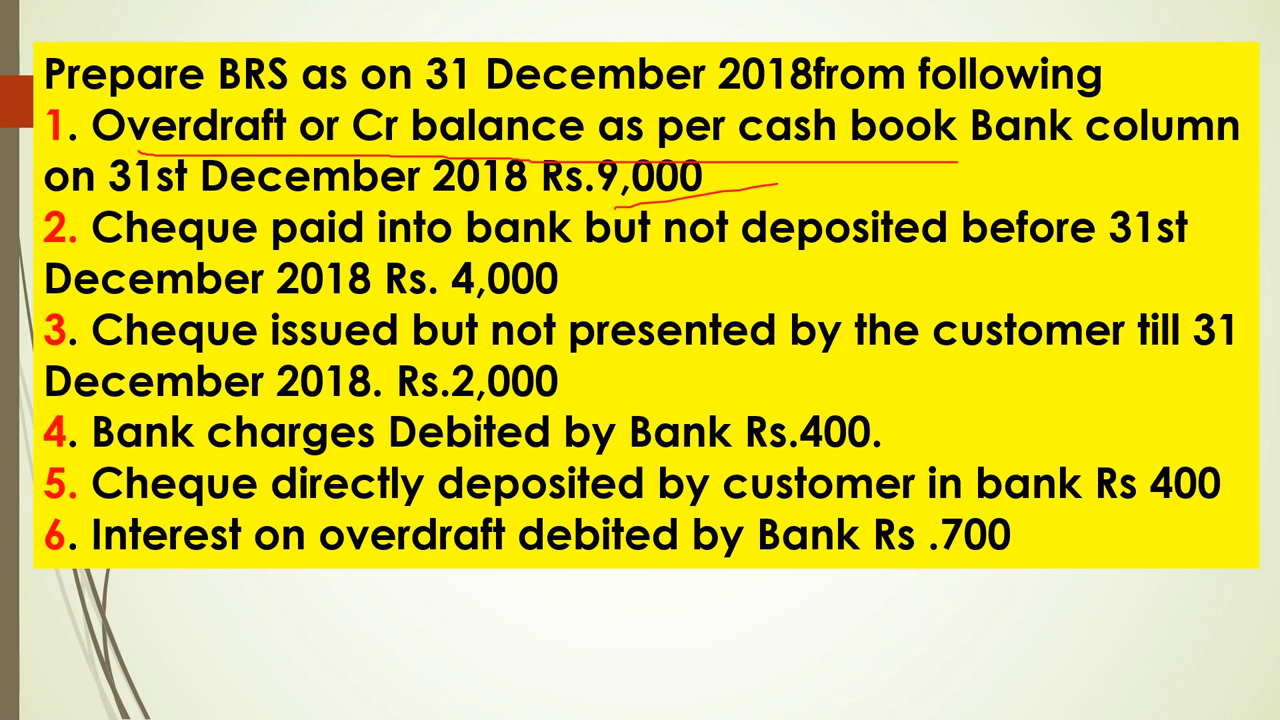 Prepare BRS as on 31 December 2018from following
1. Overdraft or Cr balance as per cash book Bank column
on 31st December 2018 Rs.9,000
2. Cheque paid into bank but not deposited before 31st
December 2018 Rs. 4,000
3. Cheque issued but not presented by the customer till 31
December 2018. Rs.2,000
4. Bank charges Debited by Bank Rs.400.
5. Cheque directly deposited by customer in bank Rs 400
6. Interest on overdraft debited by Bank Rs .700